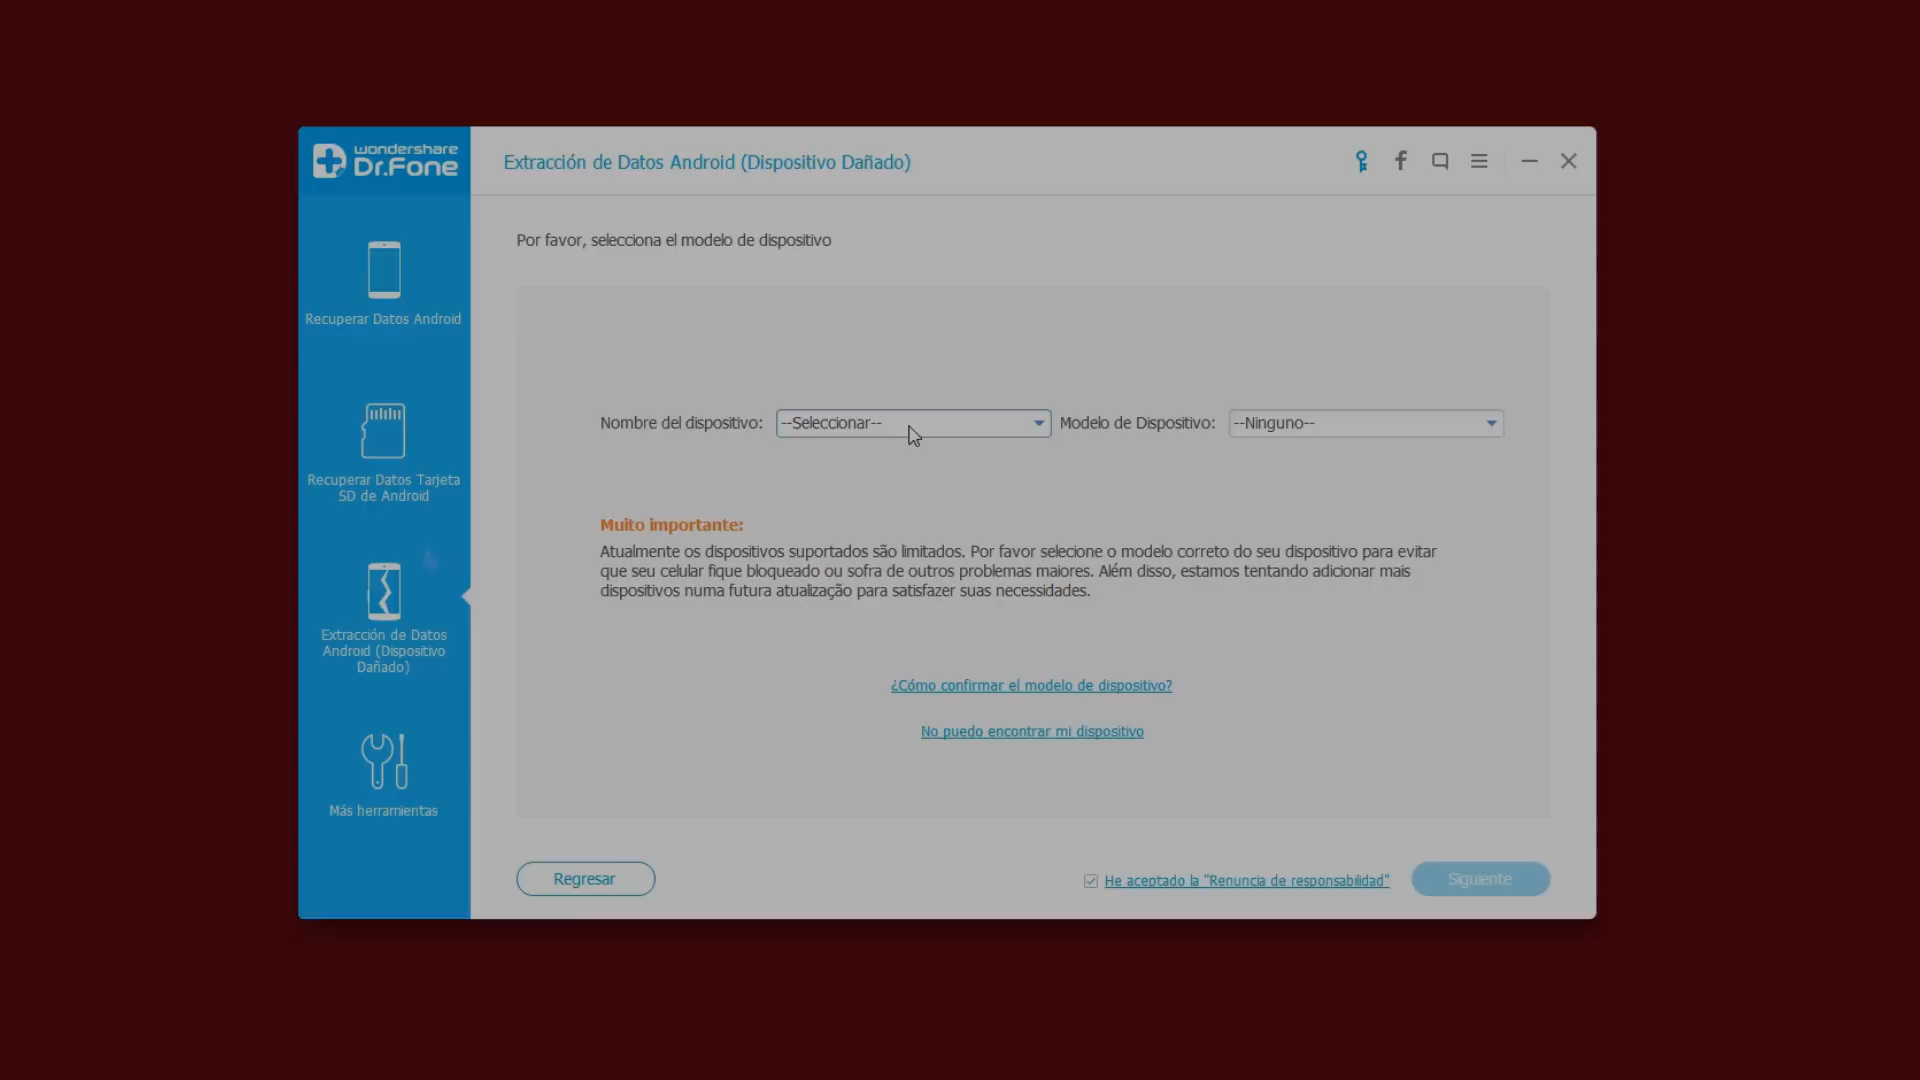 wondershare
Dr.Fone
Extracción de Datos Android (Dispositivo Dañado)
Por favor, selecciona el modelo de dispositivo
Recuperar Datos Android
Nombre del dispositivo: --Seleccionar-- Modelo de Dispositivo: --Ninguno--
Recuperar Datos Tarjeta
SD de Android
Muito importante:
Atualmente os dispositivos suportados são limitados. Por favor selecione o modelo correto do seu dispositivo para evitar
que seu celular fique bloqueado ou sofra de outros problemas maiores. Além disso, estamos tentando adicionar mais
dispositivos numa futura atualização para satisfazer suas necessidades.
Extracción de Datos
Android (Dispositivo
Dañado)
¿Cómo confirmar el modelo de dispositivo?
No puedo encontrar mi dispositivo
Más herramientas
Regresar
He aceptado la "Renuncia de responsabilidad"
Siguiente